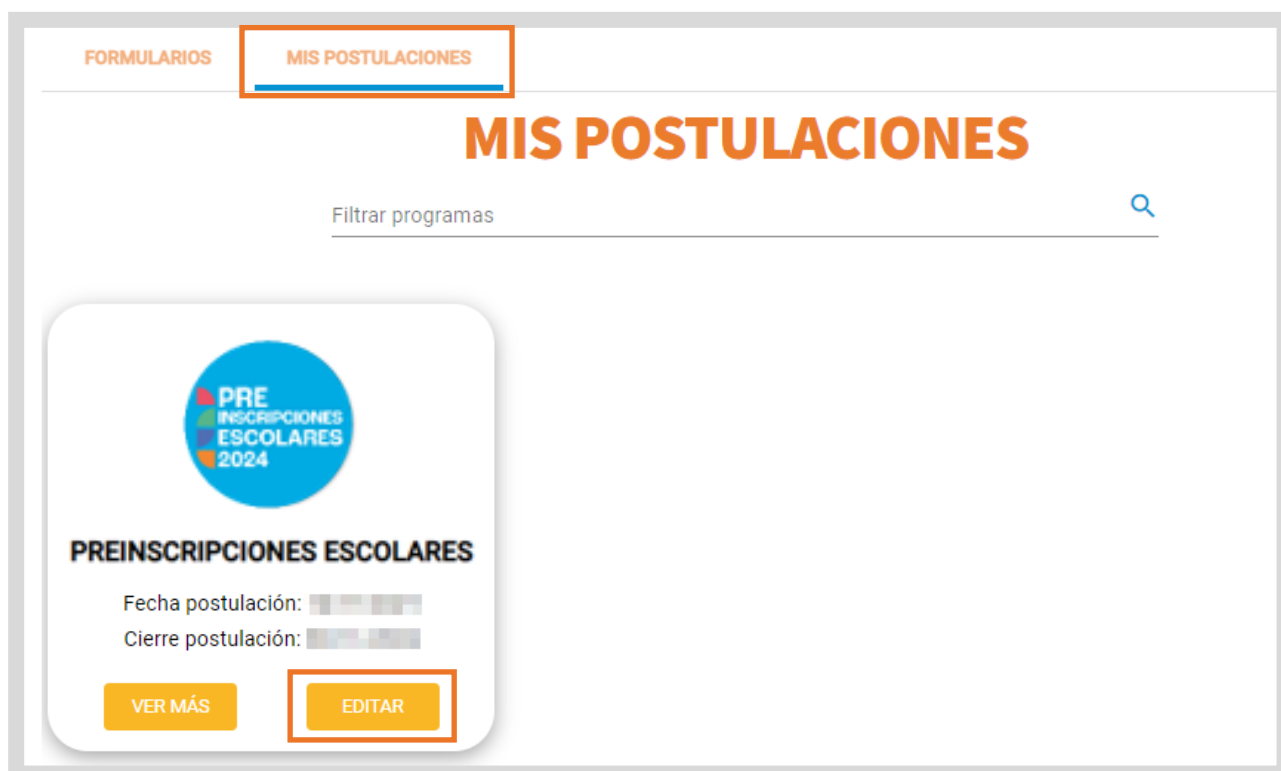 FORMULARIOS
MIS POSTULACIONES
MIS POSTULACIONES
Filtrar programas
PRE
INSCRIPCIONES
ESCOLARES
2024
PREINSCRIPCIONES ESCOLARES
Fecha postulación:
Cierre postulación:
VER MÁS
EDITAR